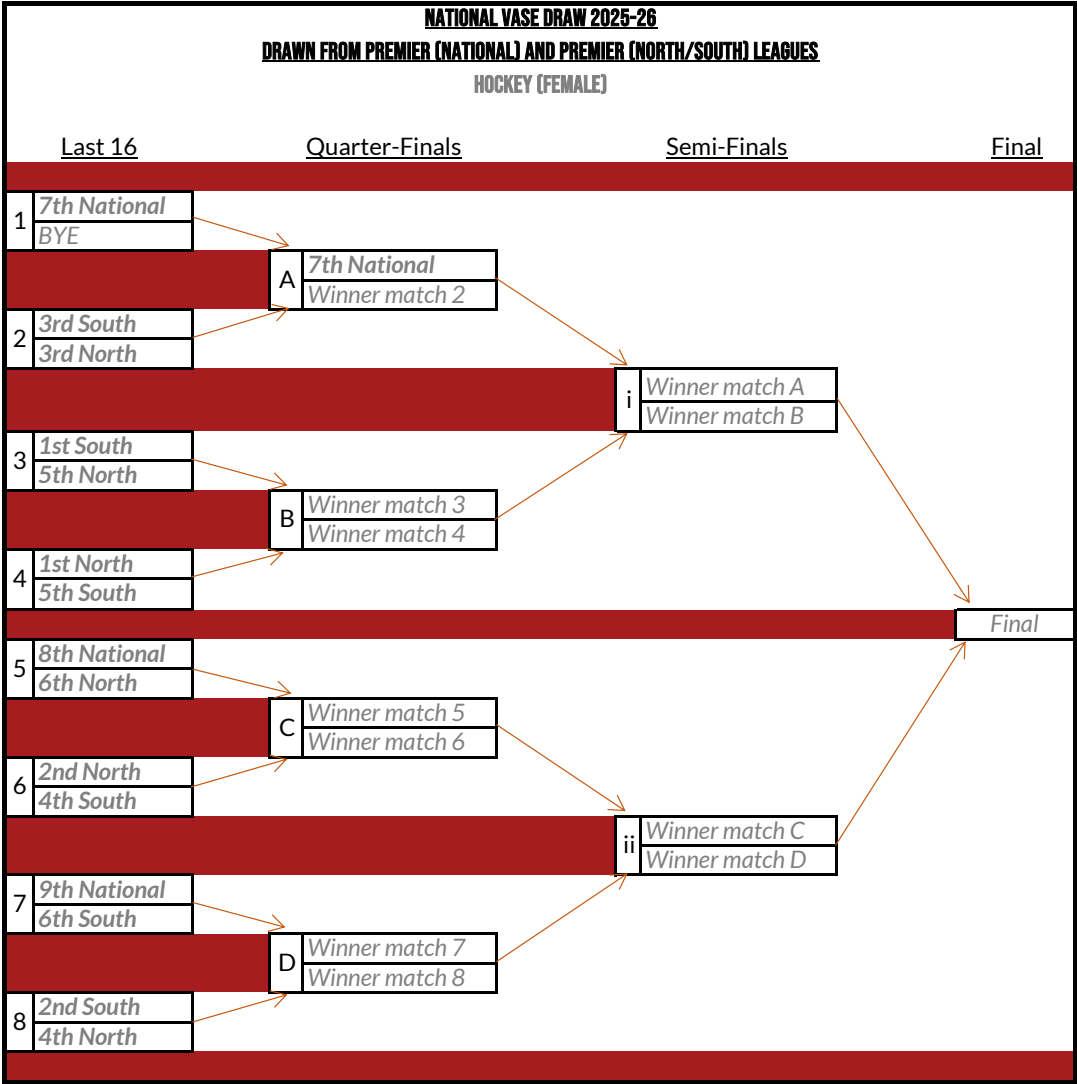 NATIONAL VASE DRAW 2025-26
DRAWN FROM PREMIER (NATIONAL) AND PREMIER (NORTH/SOUTH) LEAGUES
HOCKEY (FEMALE)
Last 16
Quarter-Finals
Semi-Finals
Final
1
7th National
BYE
A
7th National
Winner match 2
2
3rd South
3rd North
i
Winner match A
Winner match B
3
1st South
5th North
B
Winner match 3
Winner match 4
4
1st North
5th South
Final
5
8th National
6th North
C
Winner match 5
Winner match 6
6
2nd North
4th South
ii
Winner match C
Winner match D
7
9th National
6th South
D
Winner match 7
Winner match 8
8
2nd South
4th North